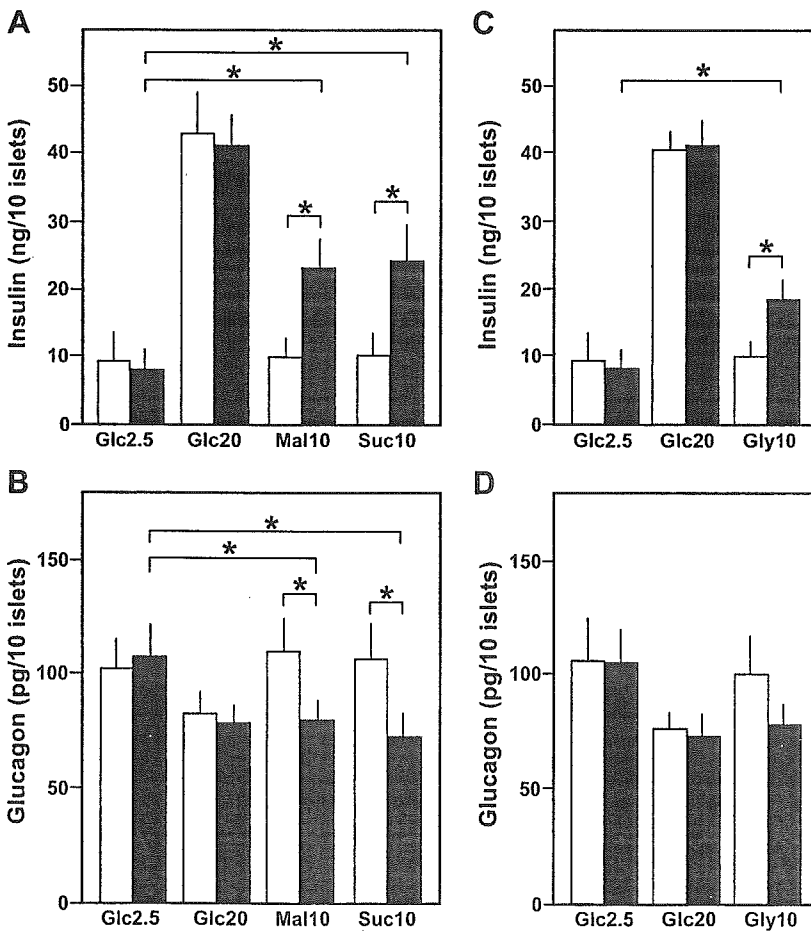 A
Insulin (ng/10 islets)
50
40
30
20
10
0
*
*
*
*
Glc2.5 Glc20 Mal10 Suc10
C
Insulin (ng/10 islets)
50
40
30
20
10
0
*
*
Glc2.5 Glc20 Gly10
B
Glucagon (pg/10 islets)
150
100
50
0
*
*
*
*
Glc2.5 Glc20 Mal10 Suc10
D
Glucagon (pg/10 islets)
150
100
50
0
Glc2.5 Glc20 Gly10